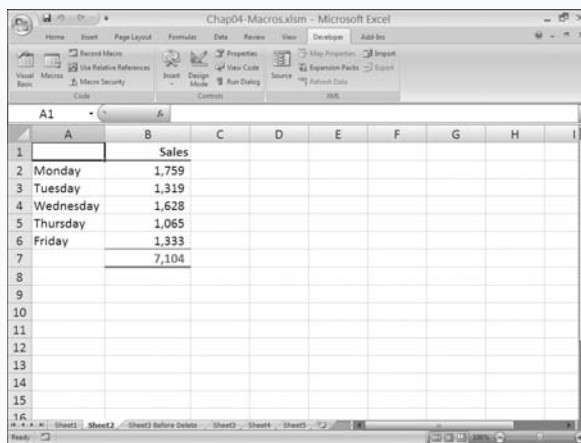 Chap04-Macros.xlsm - Microsoft Excel
Home Insert Page Layout Formulas Data Review View Developer Add-Ins
Visual Basic
Macros
Record Macro
Use Relative References
Macro Security
Code
Insert
Design Mode
Properties
View Code
Run Dialog
Controls
Source
Map Properties
Expansion Packs
Refresh Data
Import
Export
XML
A1 fx
A B C D E F G H I
1 Sales
2 Monday 1,759
3 Tuesday 1,319
4 Wednesday 1,628
5 Thursday 1,065
6 Friday 1,333
7 7,104
8
9
10
11
12
13
14
15
16
Sheet1 Sheet2 Sheet3 Before Delete Sheet3 Sheet4 Sheet5
Ready 100%